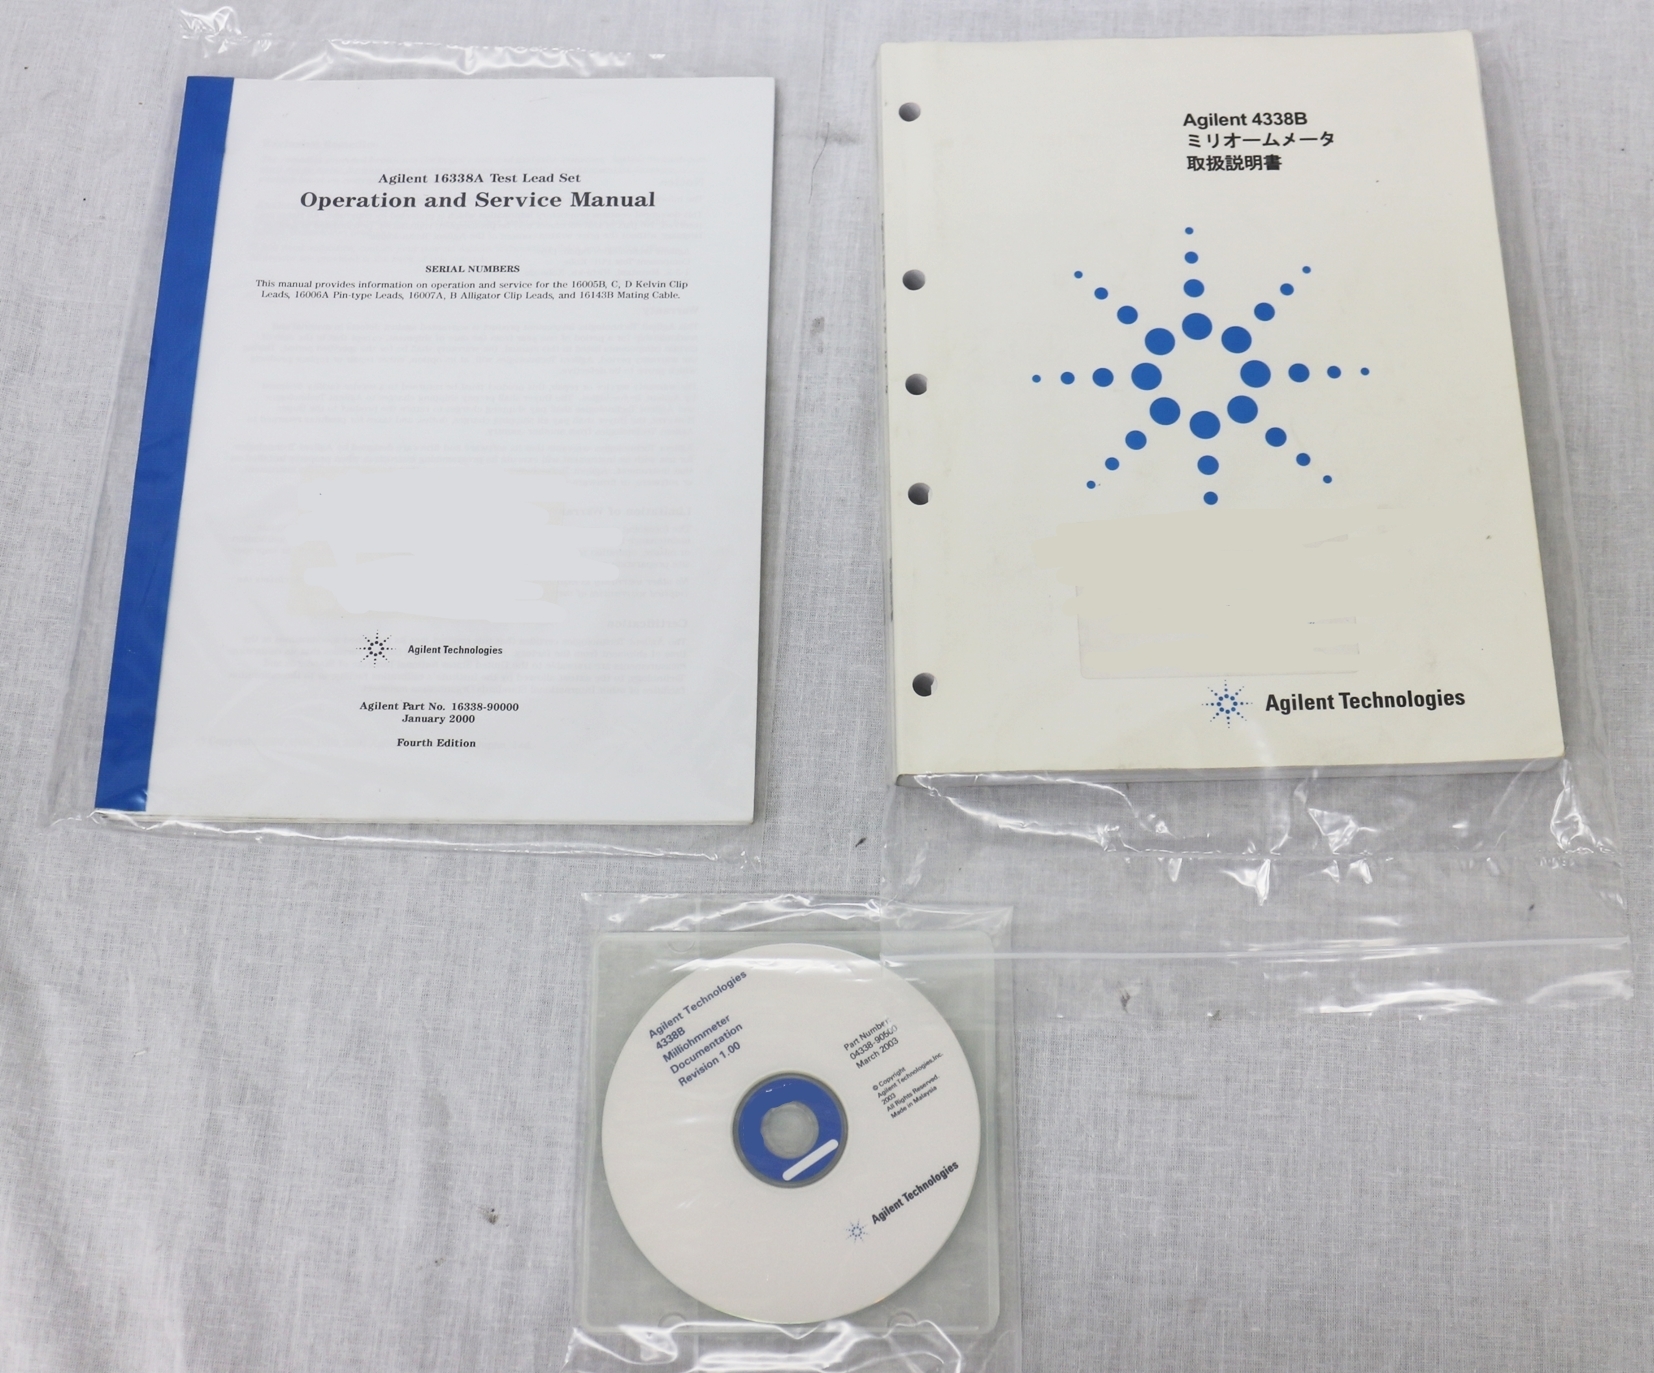 Agilent 16338A Test Lead Set
Operation and Service Manual
SERIAL NUMBERS
This manual provides information on operation and service for the 16005B, C, D Kelvin Clip
Leads, 16006A Pin-type Leads, 16007A, B Alligator Clip Leads, and 16143B Mating Cable.
Agilent Technologies
Agilent Part No. 16338-90000
January 2000
Fourth Edition
Agilent 4338B
ミリオームメータ
取扱説明書
Agilent Technologies
Agilent Technologies
4338B
Milliohmmeter
Documentation
Revision 1.00
Part Number
04338-90500
March 2003
© Copyright
Agilent Technologies,Inc.
2003
All Rights Reserved.
Made in Malaysia
Agilent Technologies